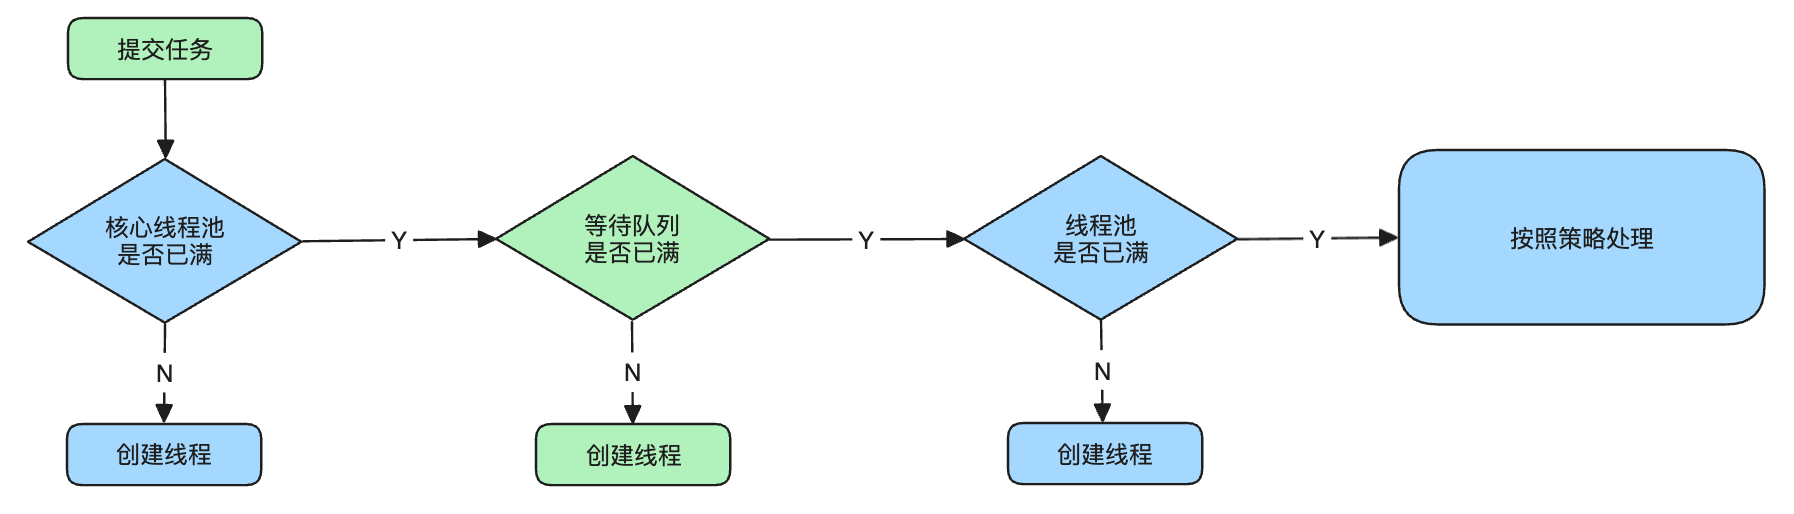 提交任务
核心线程池
是否已满
Y
等待队列
是否已满
Y
线程池
是否已满
Y
按照策略处理
N
N
N
创建线程
创建线程
创建线程